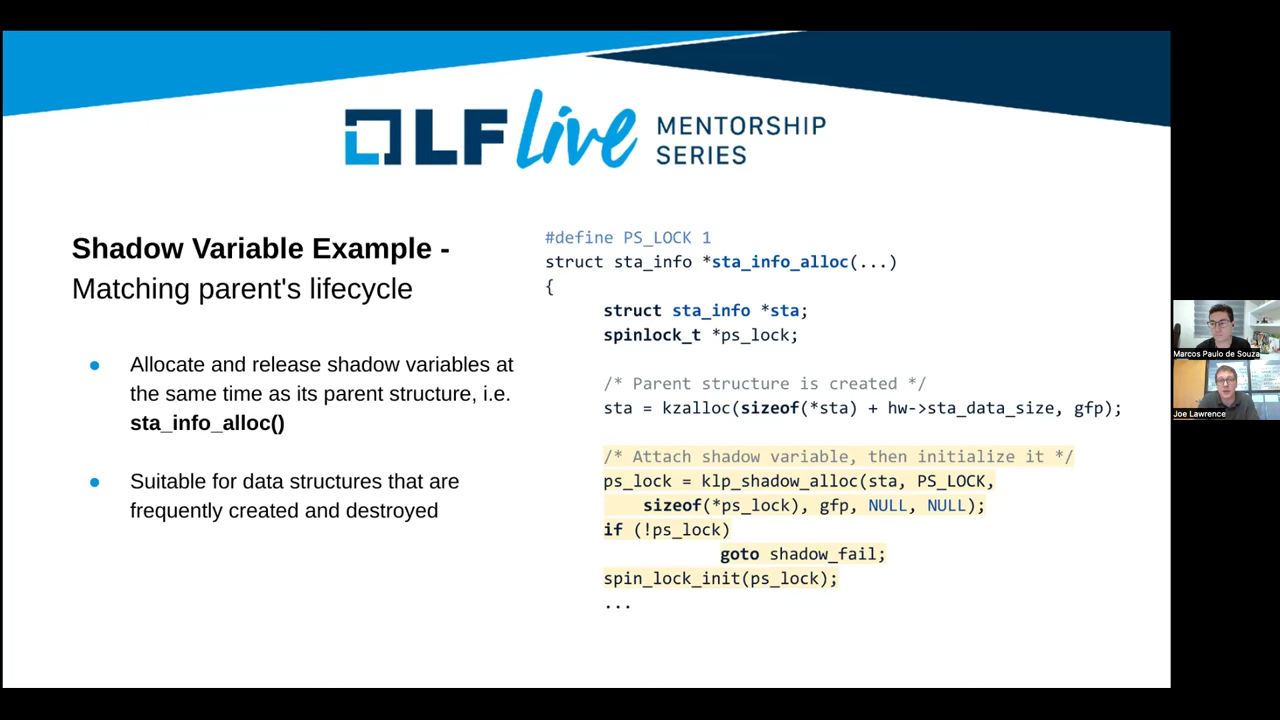 LF live MENTORSHIP
SERIES
Shadow Variable Example -
Matching parent's lifecycle
● Allocate and release shadow variables at
the same time as its parent structure, i.e.
sta_info_alloc()
● Suitable for data structures that are
frequently created and destroyed
#define PS_LOCK 1
struct sta_info *sta_info_alloc(...)
{
struct sta_info *sta;
spinlock_t *ps_lock;
/* Parent structure is created */
sta = kzalloc(sizeof(*sta) + hw->sta_data_size, gfp);
/* Attach shadow variable, then initialize it */
ps_lock = klp_shadow_alloc(sta, PS_LOCK,
sizeof(*ps_lock), gfp, NULL, NULL);
if (!ps_lock)
goto shadow_fail;
spin_lock_init(ps_lock);
...
Marcos Paulo de Souza
Joe Lawrence